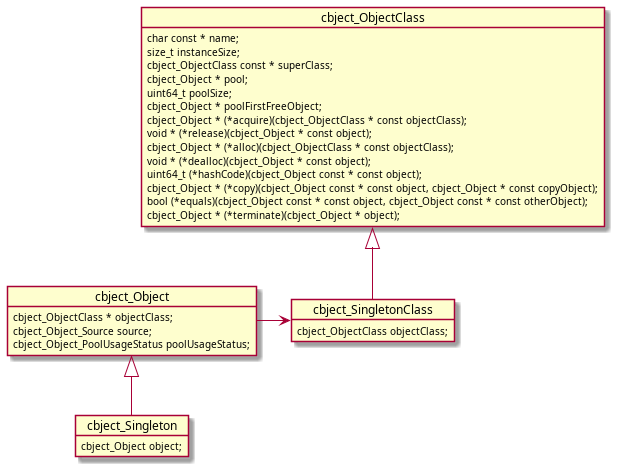 cbject_ObjectClass
char const * name;
size_t instanceSize;
cbject_ObjectClass const * superClass;
cbject_Object * pool;
uint64_t poolSize;
cbject_Object * poolFirstFreeObject;
cbject_Object * (*acquire)(cbject_ObjectClass * const objectClass);
void * (*release)(cbject_Object * const object);
cbject_Object * (*alloc)(cbject_ObjectClass * const objectClass);
void * (*dealloc)(cbject_Object * const object);
uint64_t (*hashCode)(cbject_Object const * const object);
cbject_Object * (*copy)(cbject_Object const * const object, cbject_Object * const copyObject);
bool (*equals)(cbject_Object const * const object, cbject_Object const * const otherObject);
cbject_Object * (*terminate)(cbject_Object * object);
cbject_Object
cbject_ObjectClass * objectClass;
cbject_Object_Source source;
cbject_Object_PoolUsageStatus poolUsageStatus;
cbject_SingletonClass
cbject_ObjectClass objectClass;
cbject_Singleton
cbject_Object object;